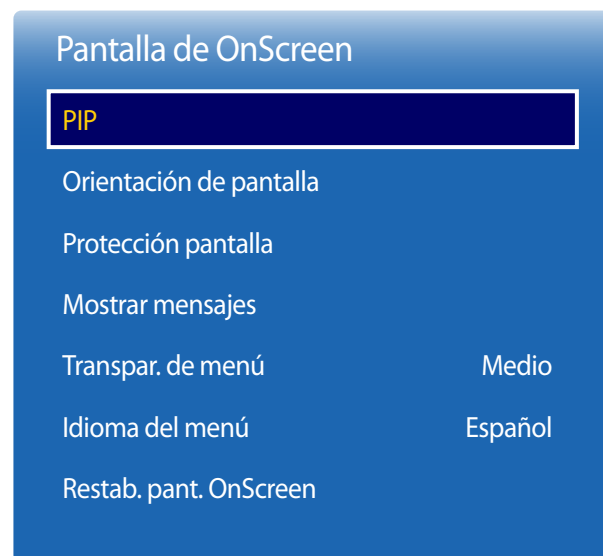 Pantalla de OnScreen
PIP
Orientación de pantalla
Protección pantalla
Mostrar mensajes
Transpar. de menú Medio
Idioma del menú Español
Restab. pant. OnScreen